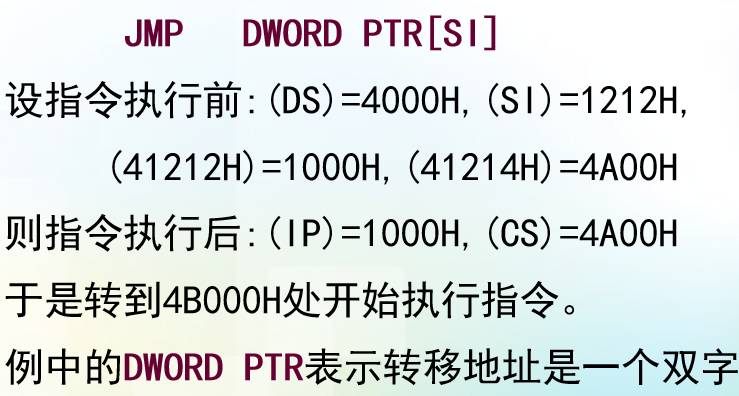 JMP DWORD PTR[SI]
设指令执行前:(DS)=4000H,(SI)=1212H,
(41212H)=1000H,(41214H)=4A00H
则指令执行后:(IP)=1000H,(CS)=4A00H
于是转到4B000H处开始执行指令。
例中的DWORD PTR表示转移地址是一个双字